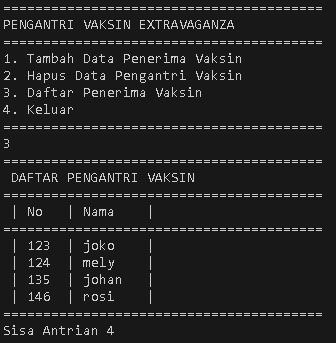 ========================================
PENGANTRI VAKSIN EXTRAVAGANZA
========================================
1. Tambah Data Penerima Vaksin
2. Hapus Data Pengantri Vaksin
3. Daftar Penerima Vaksin
4. Keluar
========================================
3
========================================
 DAFTAR PENGANTRI VAKSIN
========================================
 | No   | Nama    |
========================================
 | 123  | joko    |
 | 124  | mely    |
 | 135  | johan   |
 | 146  | rosi    |
========================================
Sisa Antrian 4